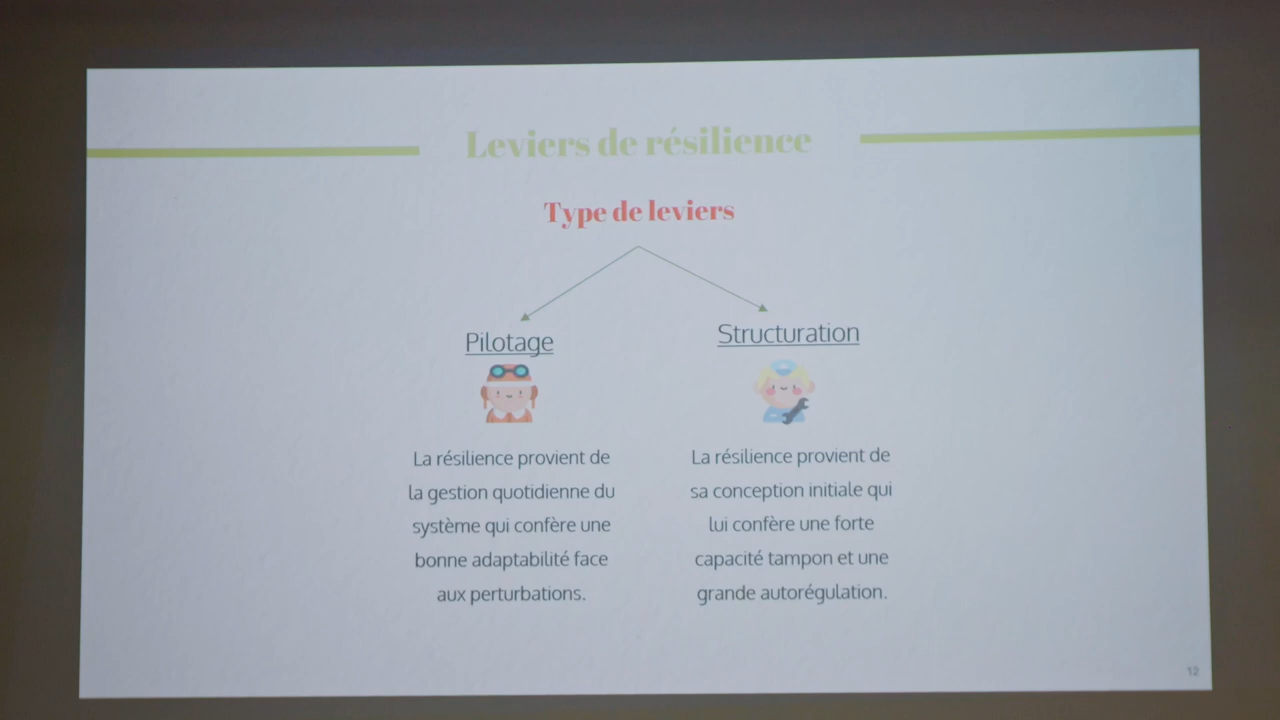 Leviers de résilience
Type de leviers
Pilotage
La résilience provient de
la gestion quotidienne du
système qui confère une
bonne adaptabilité face
aux perturbations.
Structuration
La résilience provient de
sa conception initiale qui
lui confère une forte
capacité tampon et une
grande autorégulation.
12